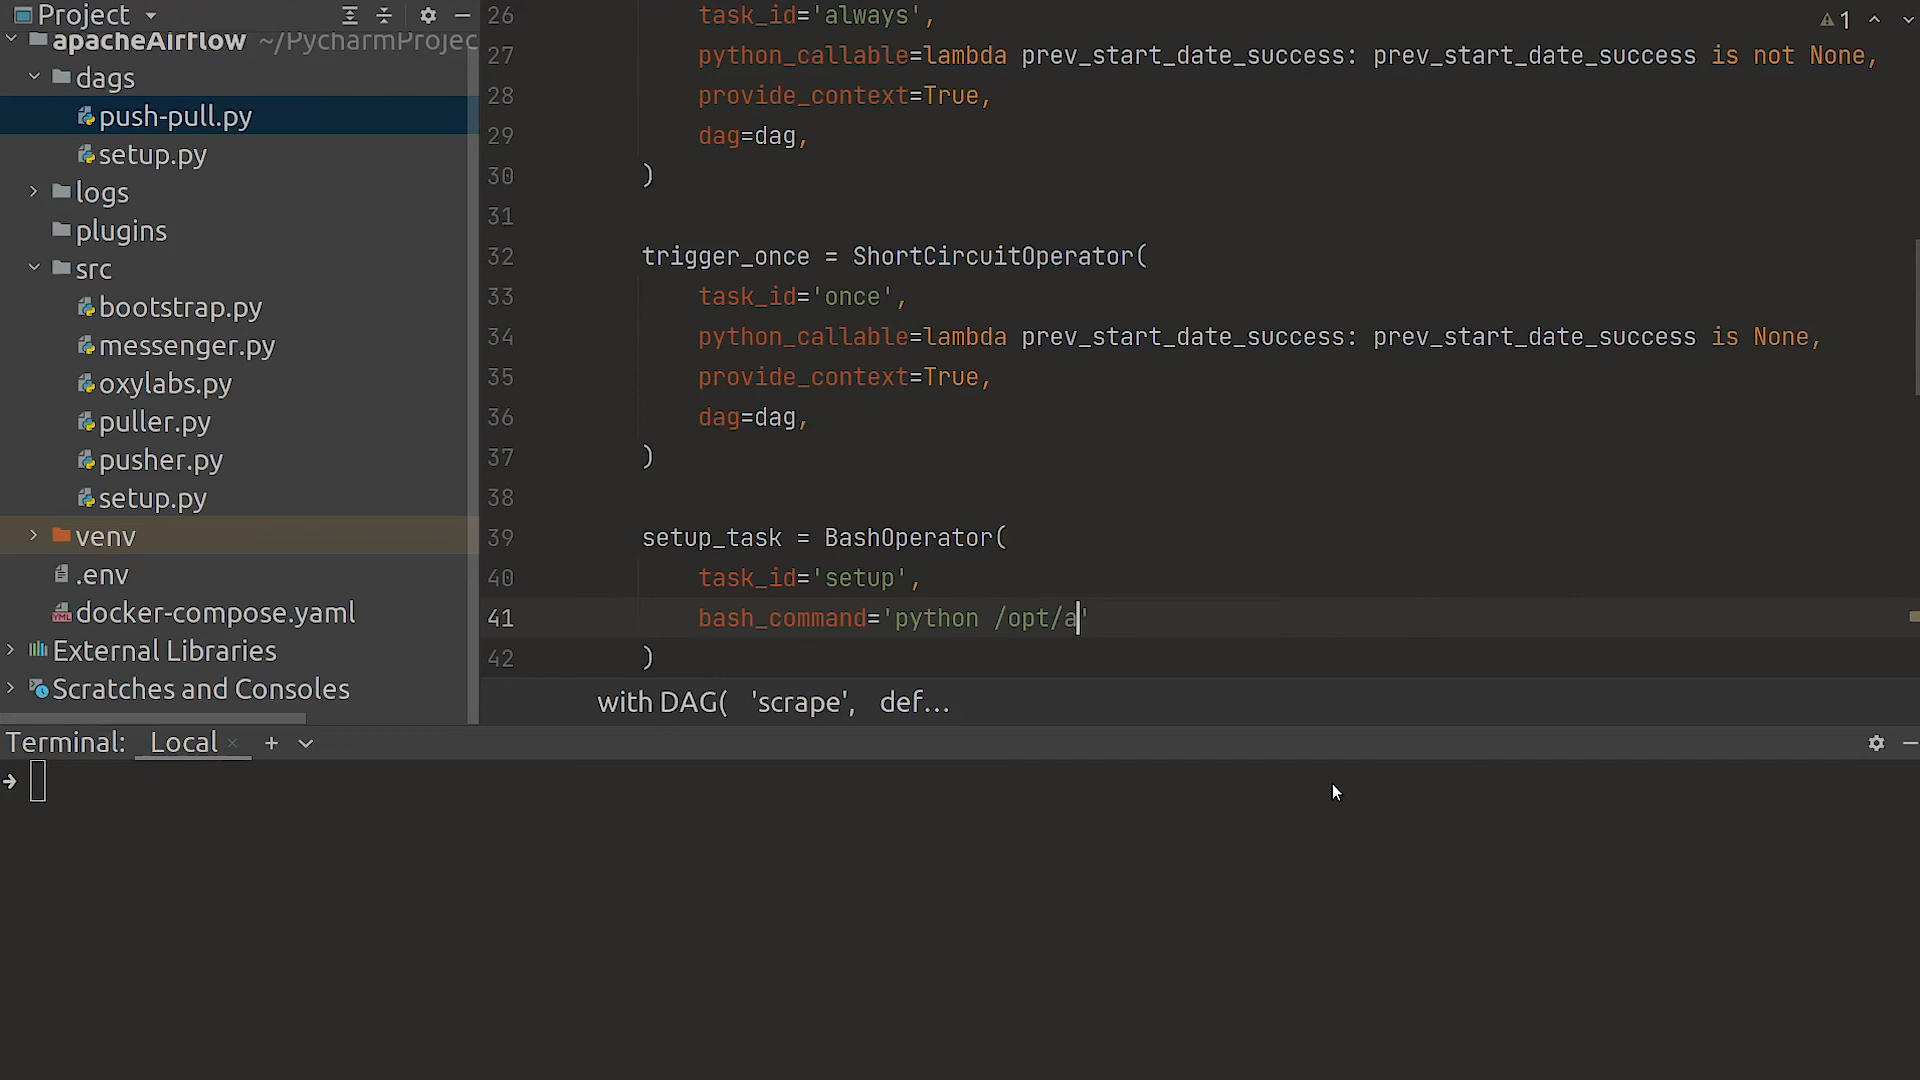 Project
apacheAirflow ~/PycharmProjec
dags
push-pull.py
setup.py
logs
plugins
src
bootstrap.py
messenger.py
oxylabs.py
puller.py
pusher.py
setup.py
venv
.env
docker-compose.yaml
External Libraries
Scratches and Consoles
1
26 task_id='always',
27 python_callable=lambda prev_start_date_success: prev_start_date_success is not None,
28 provide_context=True,
29 dag=dag,
30 )
31
32 trigger_once = ShortCircuitOperator(
33 task_id='once',
34 python_callable=lambda prev_start_date_success: prev_start_date_success is None,
35 provide_context=True,
36 dag=dag,
37 )
38
39 setup_task = BashOperator(
40 task_id='setup',
41 bash_command='python /opt/a'
42 )
with DAG( 'scrape', def...
Terminal: Local × +